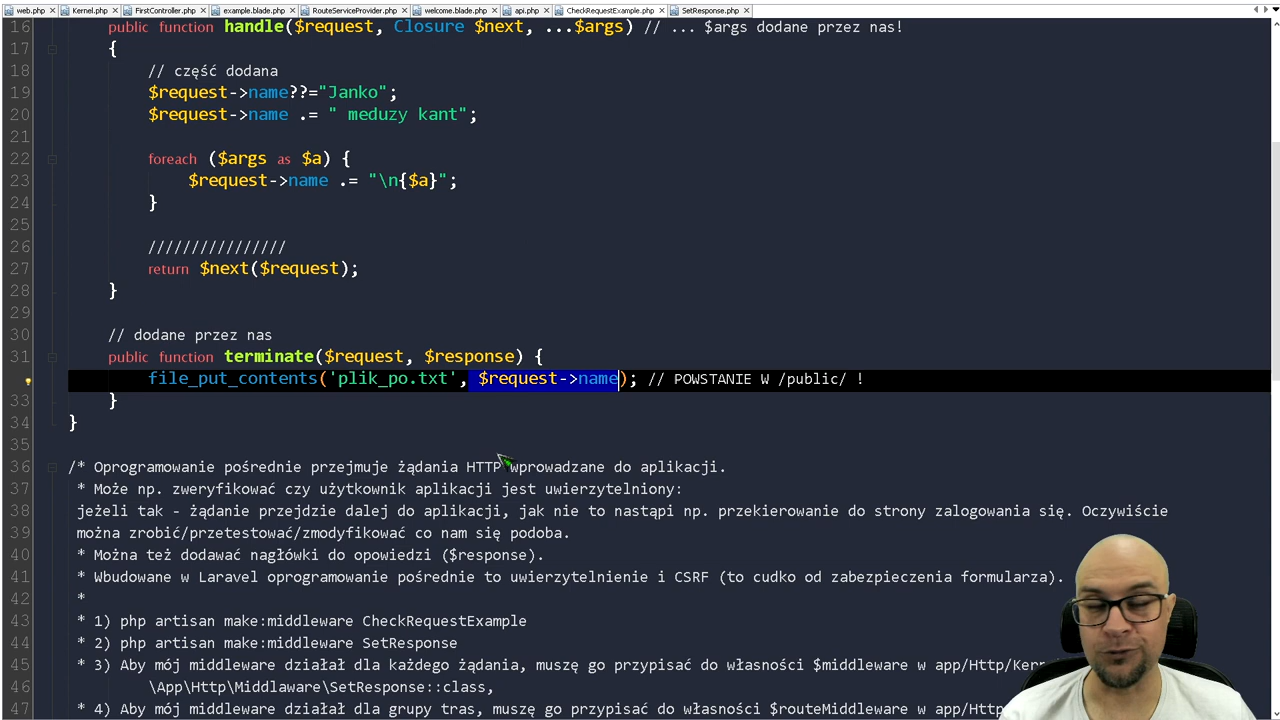 web.php Kernel.php FirstController.php example.blade.php RouteServiceProvider.php welcome.blade.php api.php CheckRequestExample.php SetResponse.php
16 public function handle($request, Closure $next, ...$args) // ... $args dodane przez nas!
17 {
18 // część dodana
19 $request->name??="Janko";
20 $request->name .= " meduzy kant";
21
22 foreach ($args as $a) {
23 $request->name .= "\n{$a}";
24 }
25
26 ////////////////
27 return $next($request);
28 }
29
30 // dodane przez nas
31 public function terminate($request, $response) {
file_put_contents('plik_po.txt', $request->name); // POWSTANIE W /public/ !
33 }
34 }
35
36 /* Oprogramowanie pośrednie przejmuje żądania HTTP wprowadzane do aplikacji.
37 * Może np. zweryfikować czy użytkownik aplikacji jest uwierzytelniony:
38 jeżeli tak - żądanie przejdzie dalej do aplikacji, jak nie to nastąpi np. przekierowanie do strony zalogowania się. Oczywiście
39 można zrobić/przetestować/zmodyfikować co nam się podoba.
40 * Można też dodawać nagłówki do opowiedzi ($response).
41 * Wbudowane w Laravel oprogramowanie pośrednie to uwierzytelnienie i CSRF (to cudko od zabezpieczenia formularza).
42 *
43 * 1) php artisan make:middleware CheckRequestExample
44 * 2) php artisan make:middleware SetResponse
45 * 3) Aby mój middleware działał dla każdego żądania, muszę go przypisać do własności $middleware w app/Http/Kern
46 \App\Http\Middlaware\SetResponse::class,
47 * 4) Aby mój middleware działał dla grupy tras, muszę go przypisać do własności $routeMiddleware w app/Http